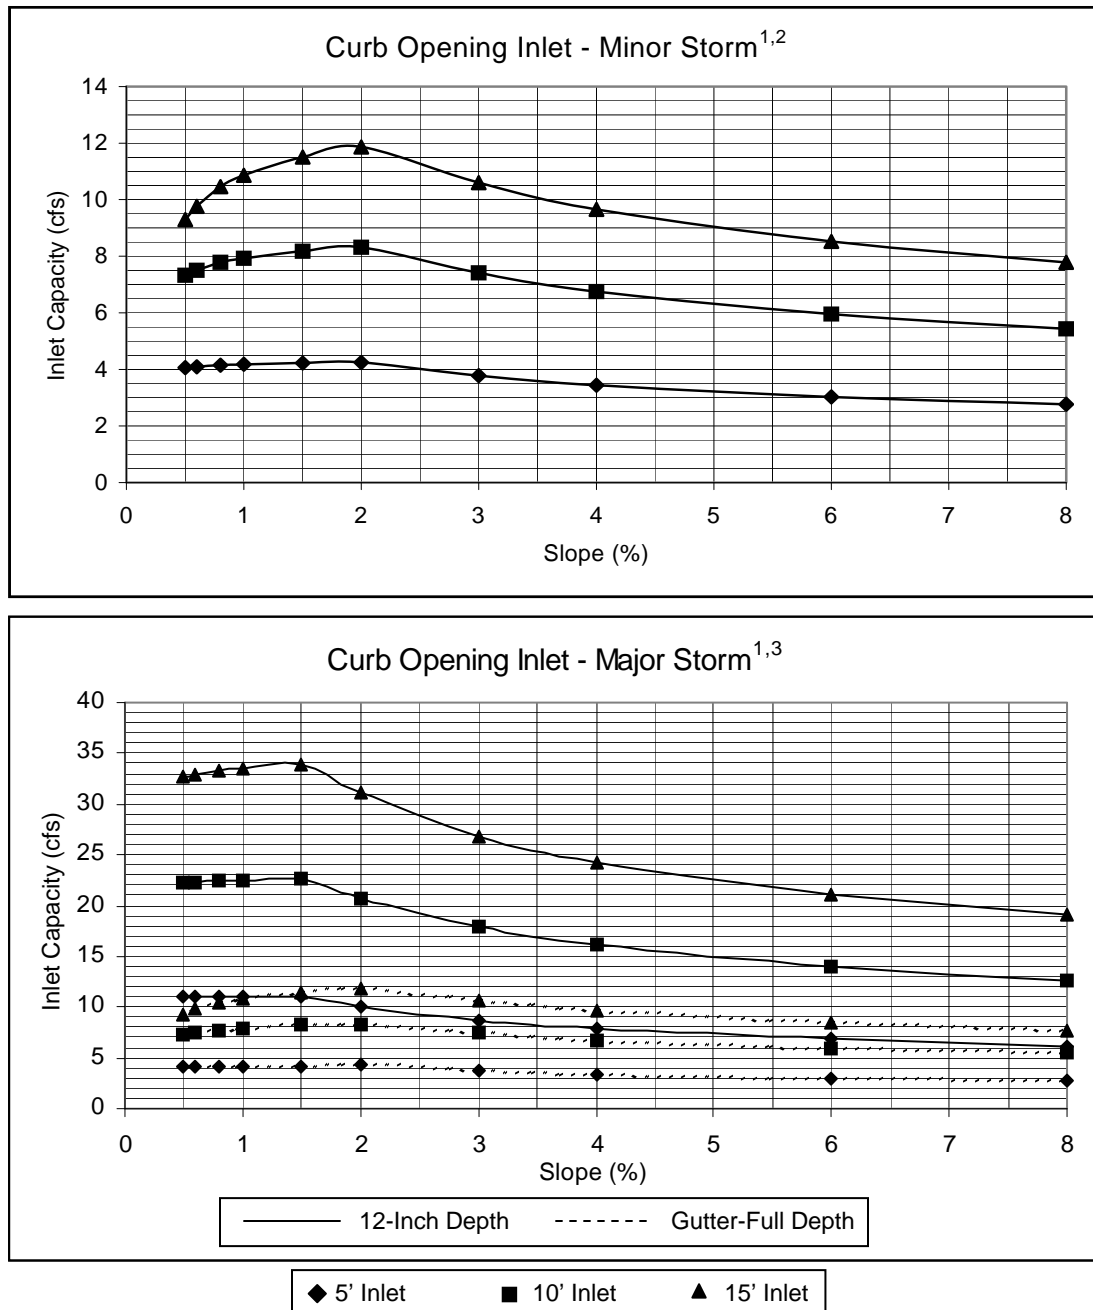 Curb Opening Inlet - Minor Storm1,2
14
12
10
8
6
4
2
0
Inlet Capacity (cfs)
0 1 2 3 4 5 6 7 8
Slope (%)
Curb Opening Inlet - Major Storm1,3
40
35
30
25
20
15
10
5
0
Inlet Capacity (cfs)
0 1 2 3 4 5 6 7 8
Slope (%)
12-Inch Depth Gutter-Full Depth
5' Inlet 10' Inlet 15' Inlet